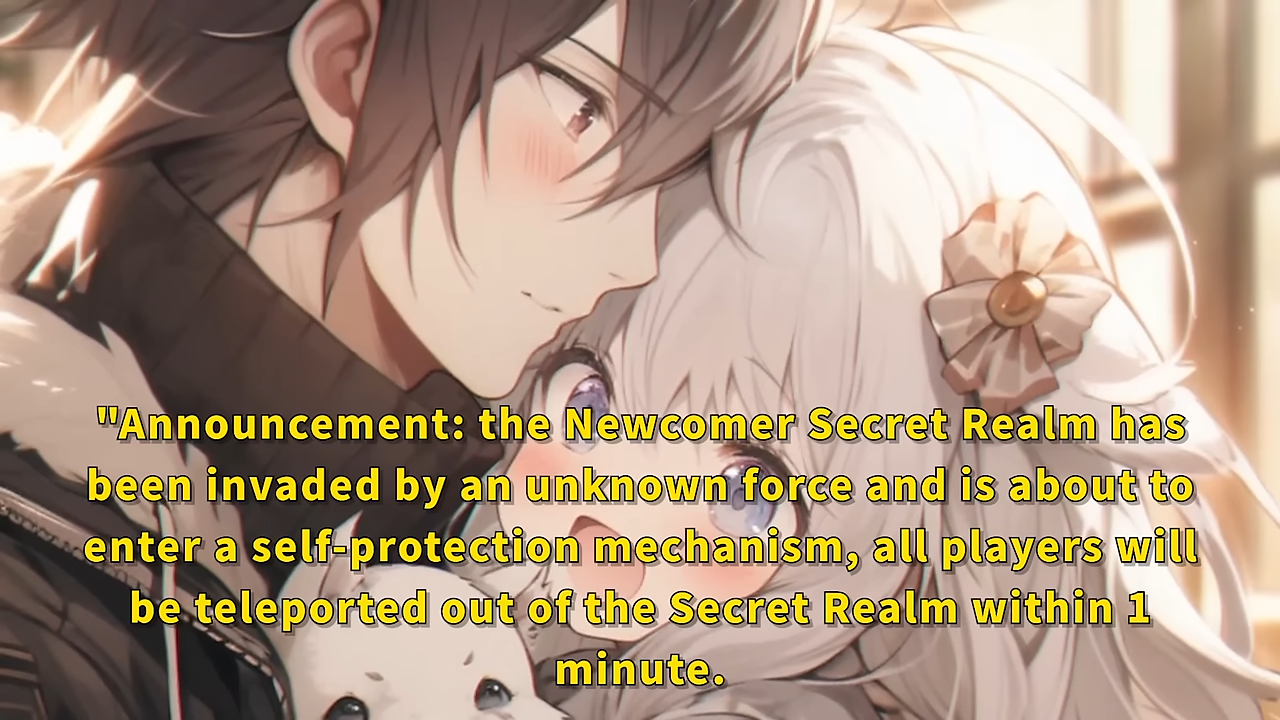 "Announcement: the Newcomer Secret Realm has
been invaded by an unknown force and is about to
enter a self-protection mechanism, all players will
be teleported out of the Secret Realm within 1
minute.